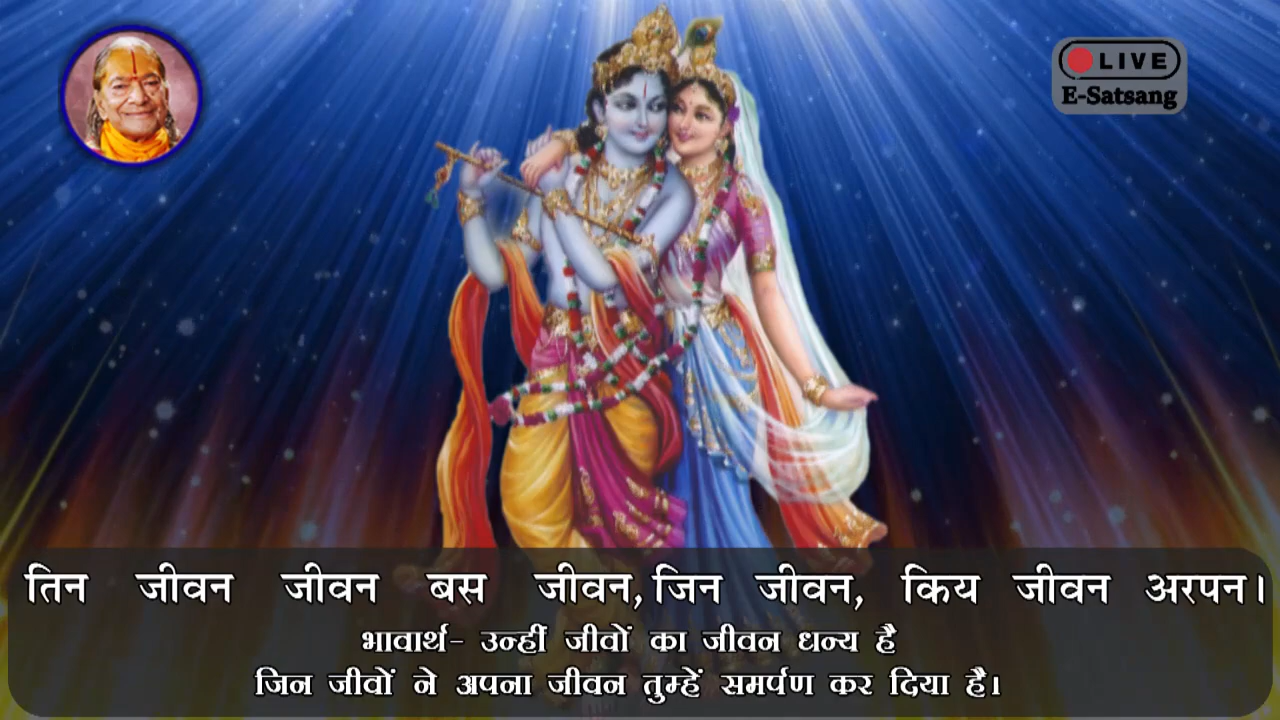 LIVE
E-Satsang
तिन जीवन जीवन बस जीवन, जिन जीवन, किय जीवन अरपन।
भावार्थ- उन्हीं जीवों का जीवन धन्य है
जिन जीवों ने अपना जीवन तुम्हें समर्पण कर दिया है।